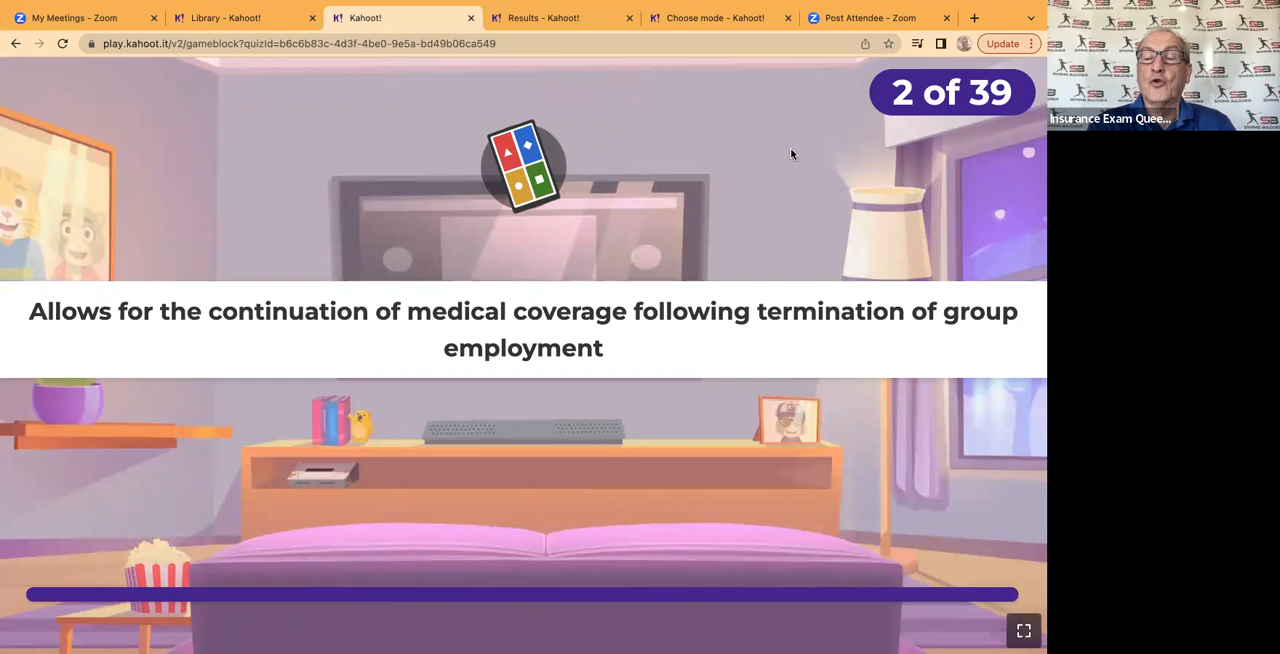 My Meetings - Zoom
Library - Kahoot!
Kahoot!
Results - Kahoot!
Choose mode - Kahoot!
Post Attendee - Zoom
play.kahoot.it/v2/gameblock?quizId=b6c6b83c-4d3f-4be0-9e5a-bd49b06ca549
Update
2 of 39
Allows for the continuation of medical coverage following termination of group
employment
SB
Insurance Exam Quee...